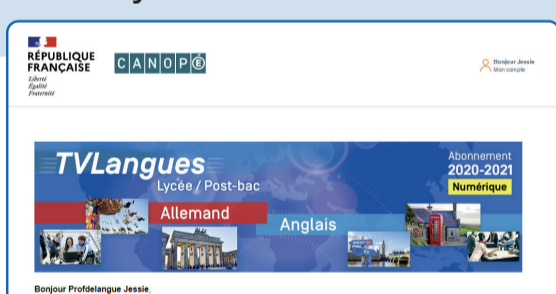 RÉPUBLIQUE
FRANÇAISE
Liberté
Égalité
Fraternité
CANOPÉ
Bonjour Jessie
Mon compte
TVLangues
Lycée / Post-bac
Abonnement
2020-2021
Numérique
Allemand
Anglais
Bonjour Profdelangue Jessie,